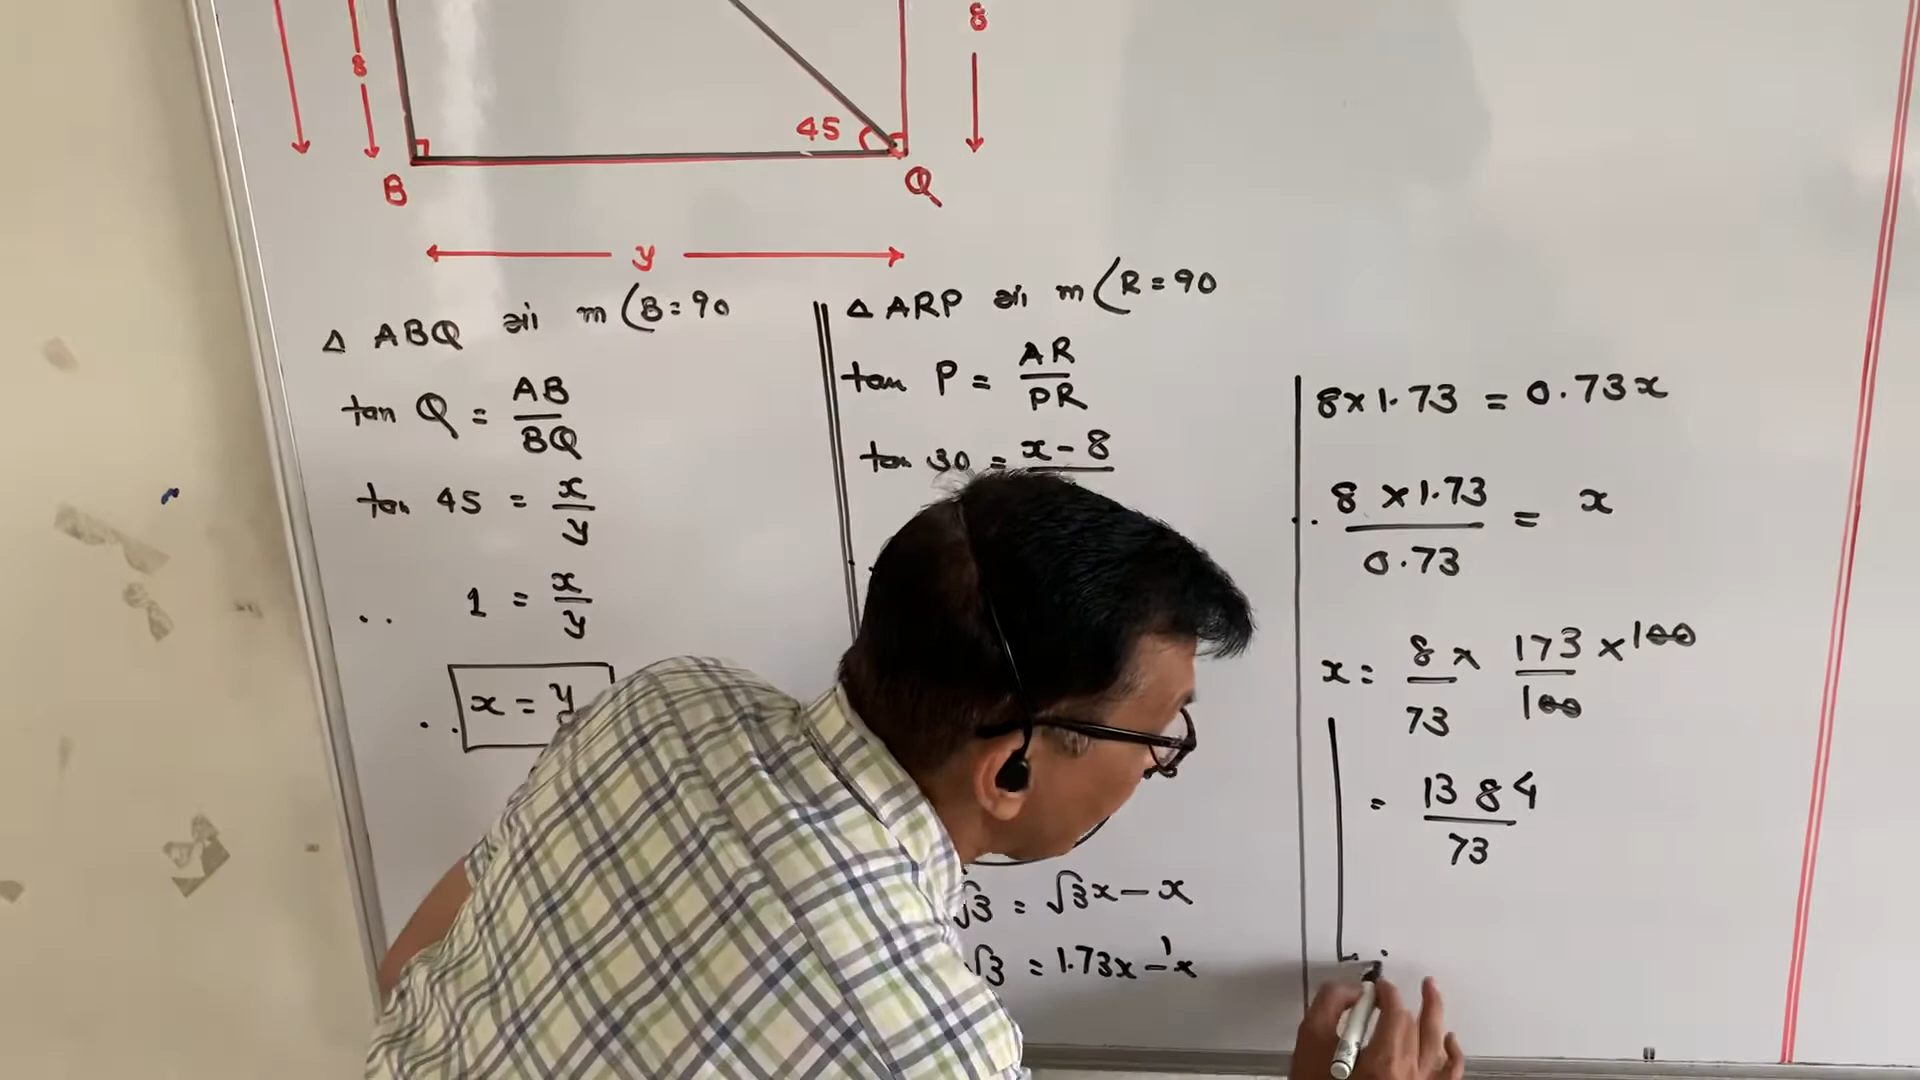 8
8
45
B
Q
y
Δ ABQ માં m∠B = 90
tan Q = AB/BQ
tan 45 = x/y
∴ 1 = x/y
∴ x = y
Δ ARP માં m∠R = 90
tan P = AR/PR
tan 30 = x - 8
√3 = √3x - x
√3 = 1.73x - 1x
8 × 1.73 = 0.73x
∴ 8 × 1.73/0.73 = x
x = 8/73 × 173/100 × 100
= 1384/73